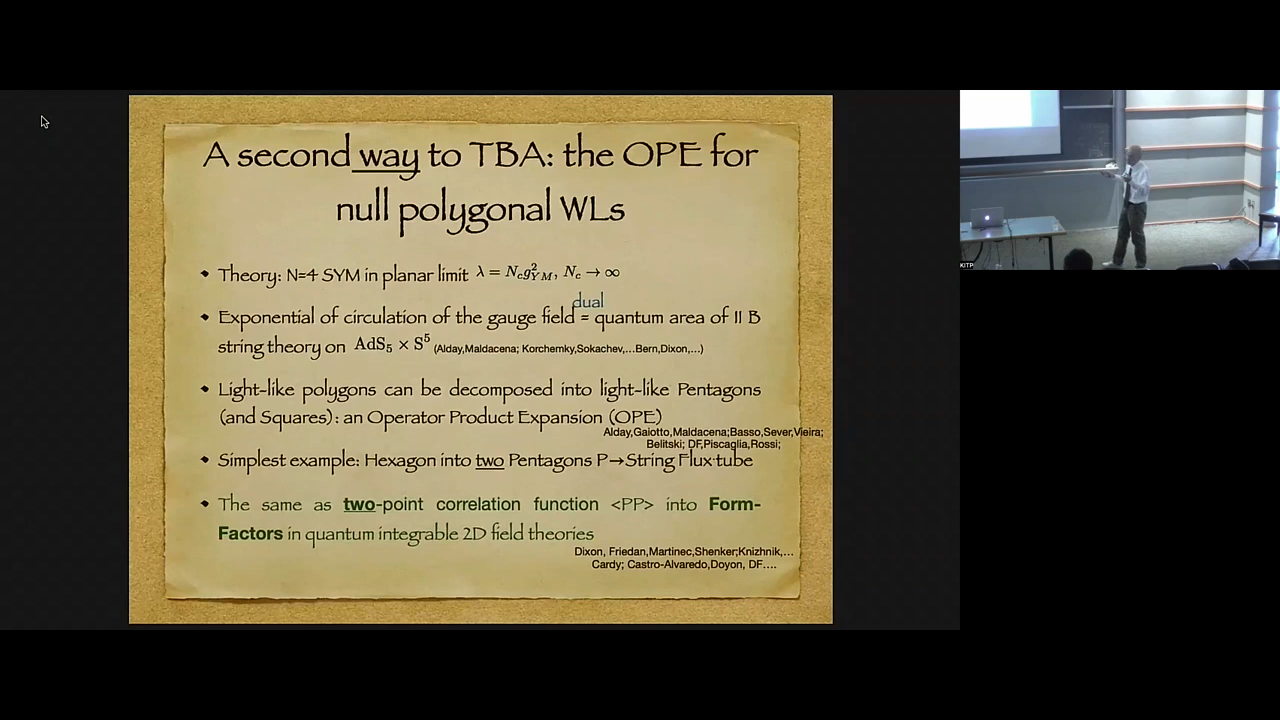 A second way to TBA: the OPE for
null polygonal WLs
• Theory: N=4 SYM in planar limit λ = N_c g²_{YM}, N_c → ∞
dual
• Exponential of circulation of the gauge field = quantum area of II B
string theory on AdS₅ × S⁵ (Alday,Maldacena; Korchemky,Sokachev,...Bern,Dixon,...)
• Light-like polygons can be decomposed into light-like Pentagons
(and Squares): an Operator Product Expansion (OPE)
Alday,Gaiotto,Maldacena;Basso,Sever,Vieira;
Belitski; DF,Piscaglia,Rossi;
• Simplest example: Hexagon into two Pentagons P→String Flux tube
• The same as two-point correlation function <PP> into Form-
Factors in quantum integrable 2D field theories
Dixon, Friedan,Martinec,Shenker;Knizhnik,...
Cardy; Castro-Alvaredo,Doyon, DF....
KITP